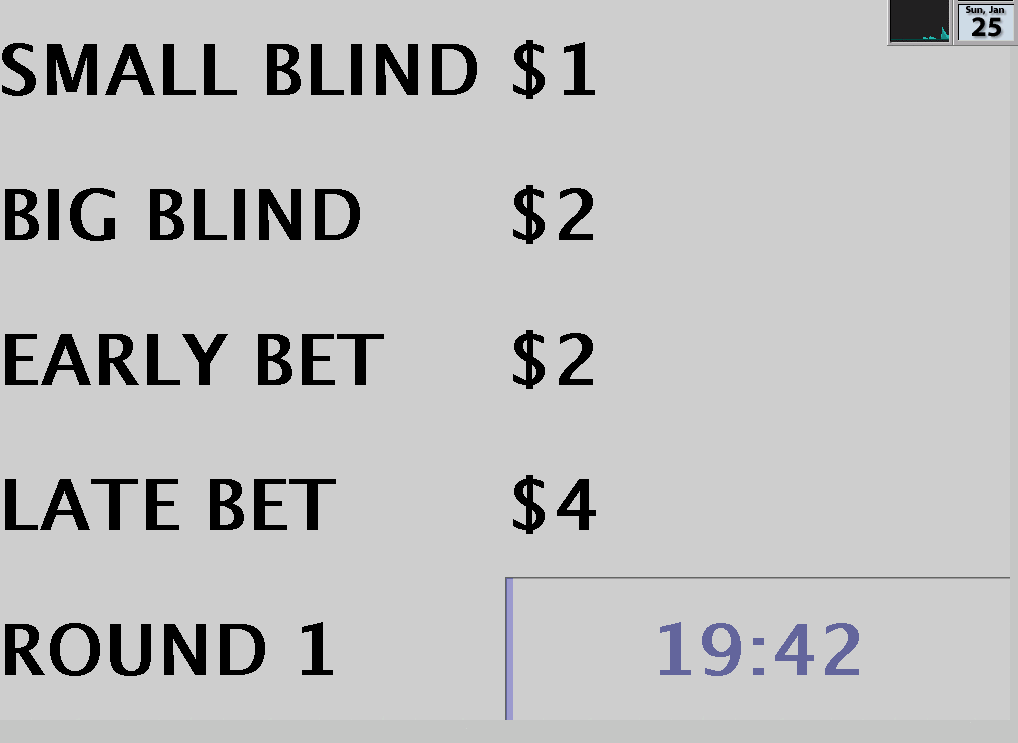 Sun, Jan
25
SMALL BLIND $1
BIG BLIND $2
EARLY BET $2
LATE BET $4
ROUND 1 19:42